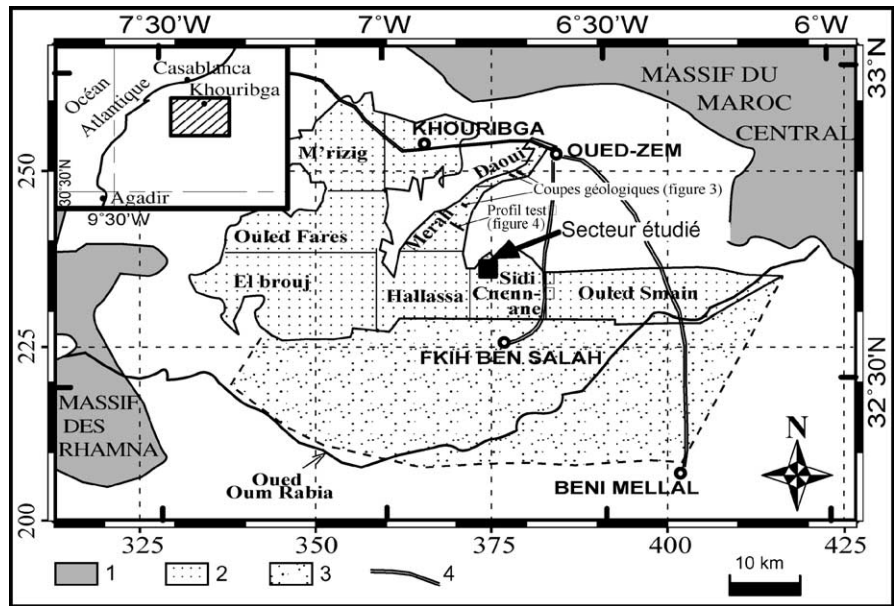 7°W
7°W
6°30'W
6°W
33°N
32°30'N
250
225
200
325
350
375
400
425
Océan
Atlantique
Casablanca
Khouribga
Agadir
30°30'N
9°30'W
MASSIF DU
MAROC
CENTRAL
KHOURIBGA
OUED-ZEM
M'rizig
Daoui
Merah
Coupes géologiques (figure 3)
Profil test
(figure 4)
Secteur étudié
Ouled Fares
El brouj
Hallassa
Sidi
Ouled Smain
FKIH BEN SALAH
MASSIF
DES
RHAMNA
Oued
Oum Rabia
BENI MELLAL
N
1
2
3
4
10 km